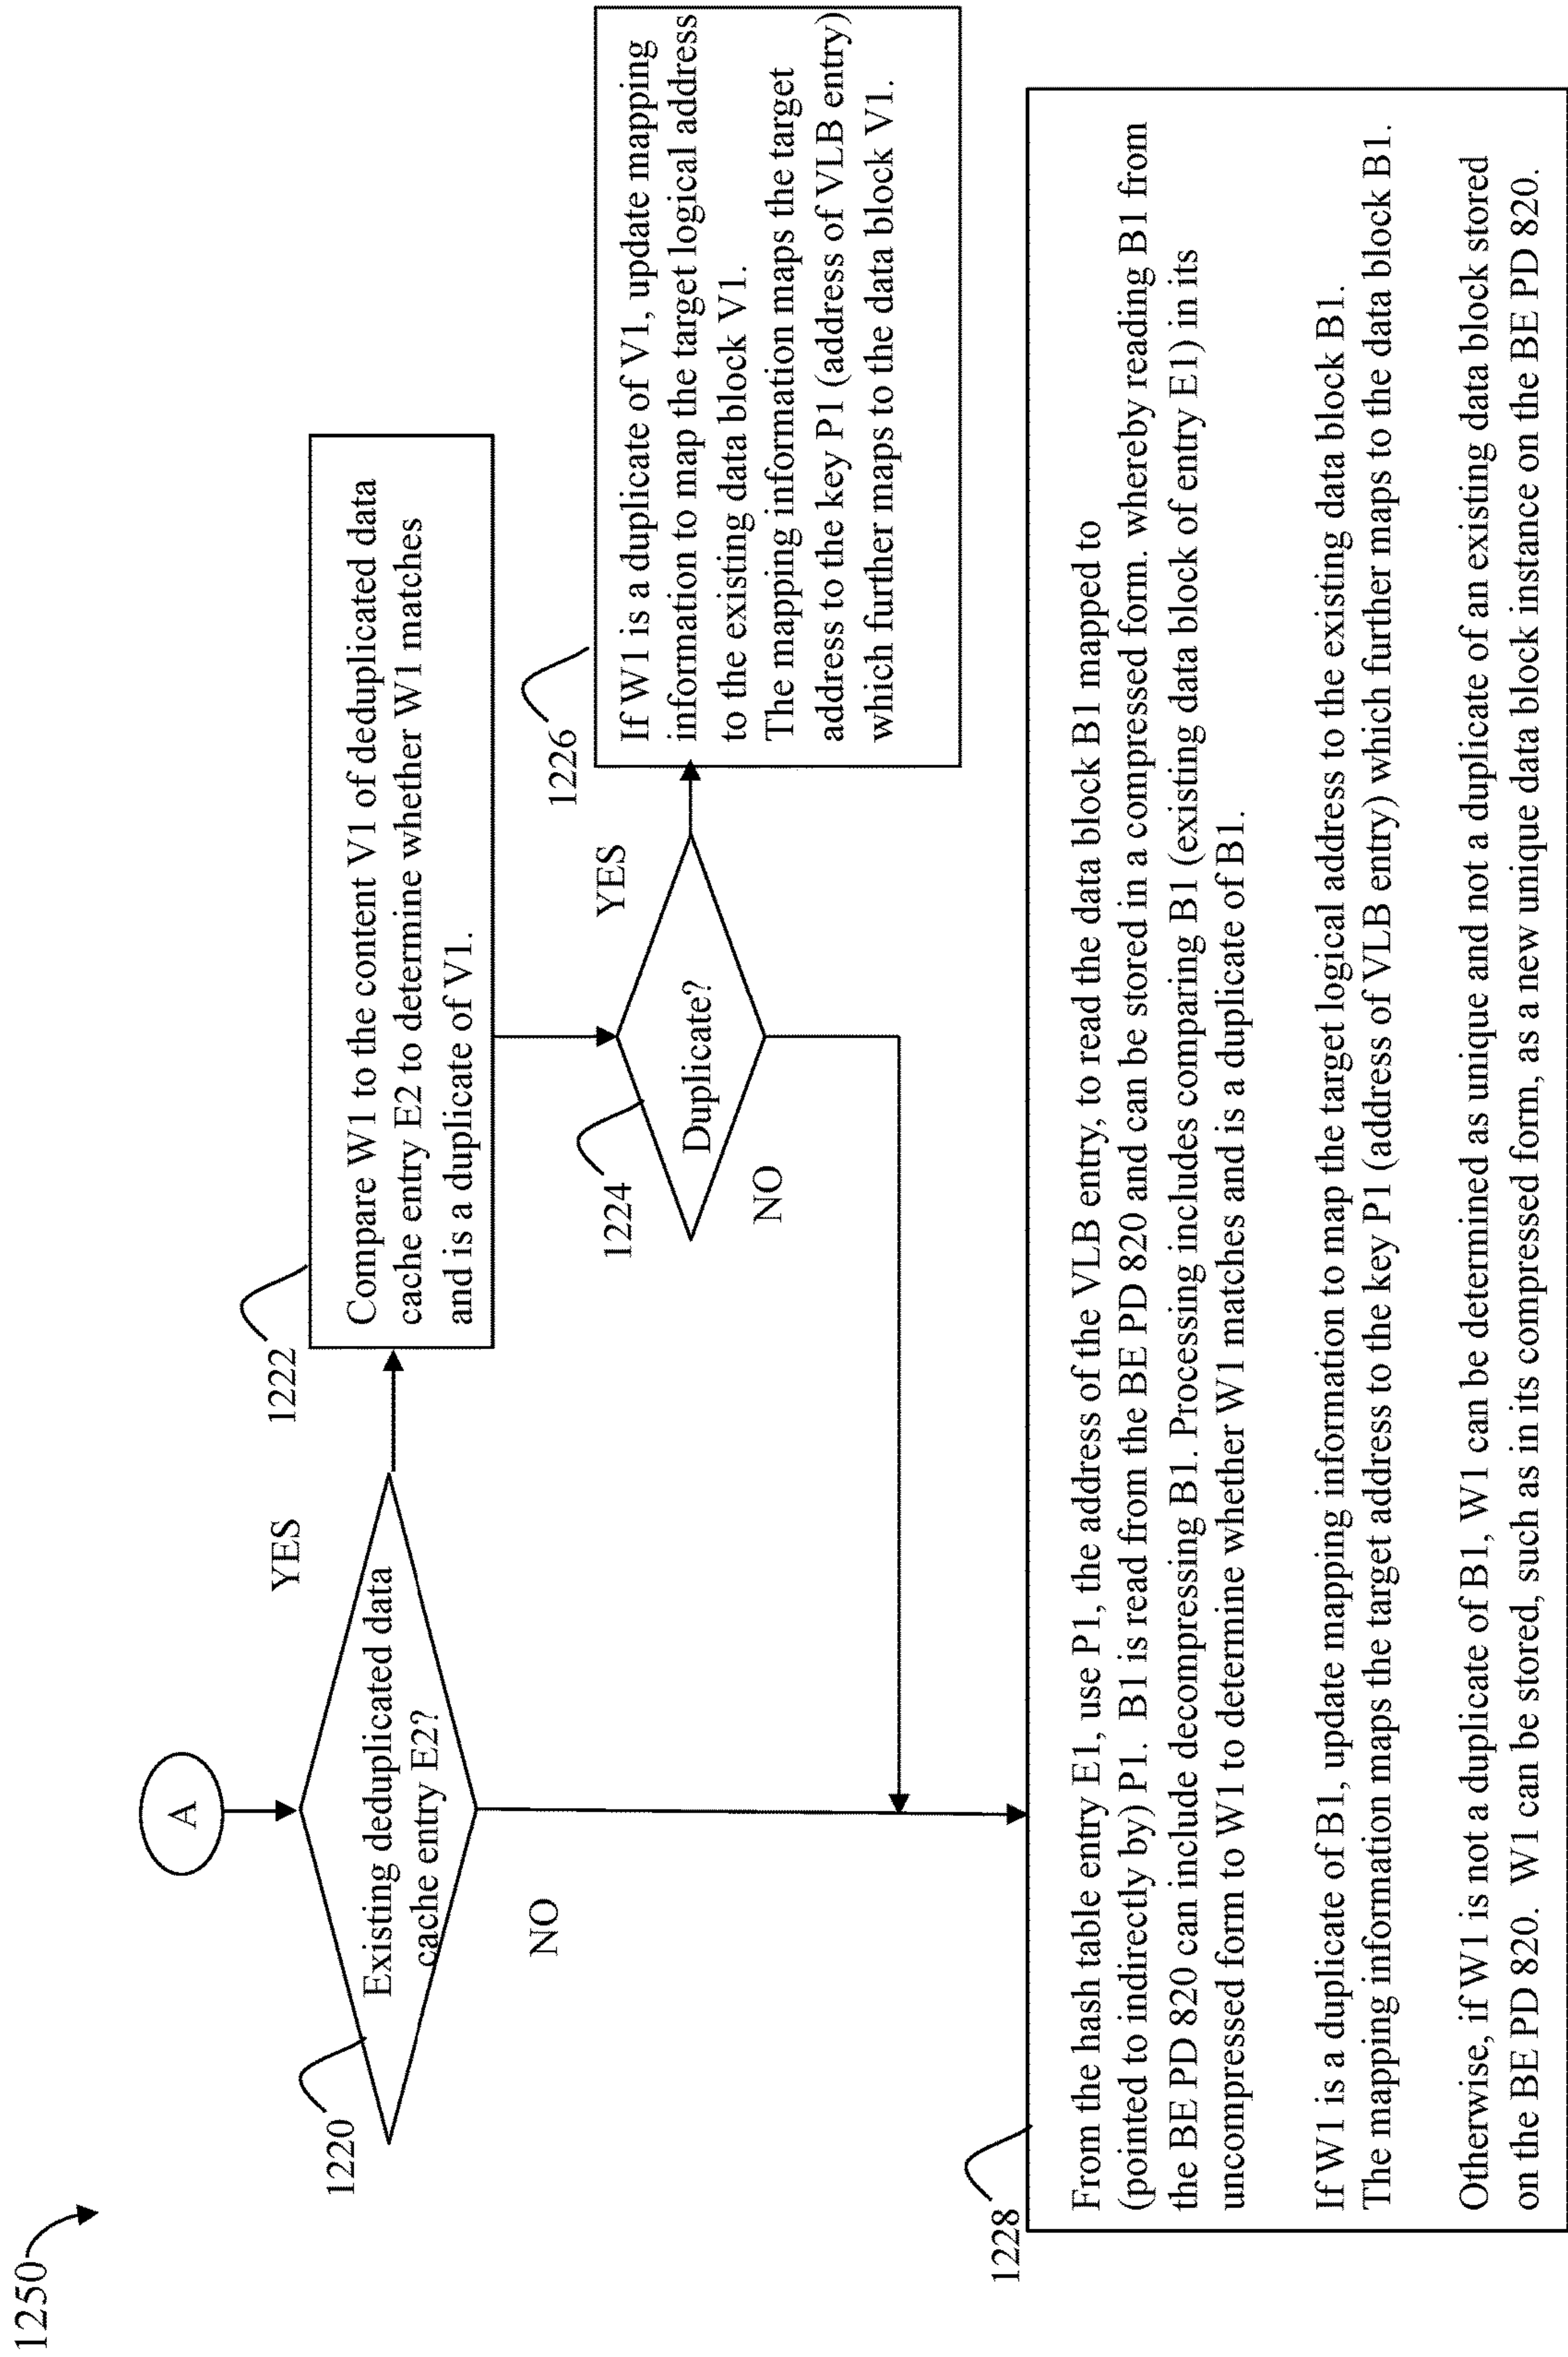 1250
A
1220
Existing deduplicated data
cache entry E2?
YES
NO
1222
Compare W1 to the content V1 of deduplicated data
cache entry E2 to determine whether W1 matches
and is a duplicate of V1.
1224
Duplicate?
YES
NO
1226
If W1 is a duplicate of V1, update mapping
information to map the target logical address
to the existing data block V1.
The mapping information maps the target
address to the key P1 (address of VLB entry)
which further maps to the data block V1.
1228
From the hash table entry E1, use P1, the address of the VLB entry, to read the data block B1 mapped to
(pointed to indirectly by) P1. B1 is read from the BE PD 820 and can be stored in a compressed form. whereby reading B1 from
the BE PD 820 can include decompressing B1. Processing includes comparing B1 (existing data block of entry E1) in its
uncompressed form to W1 to determine whether W1 matches and is a duplicate of B1.
If W1 is a duplicate of B1, update mapping information to map the target logical address to the existing data block B1.
The mapping information maps the target address to the key P1 (address of VLB entry) which further maps to the data block B1.
Otherwise, if W1 is not a duplicate of B1, W1 can be determined as unique and not a duplicate of an existing data block stored
on the BE PD 820. W1 can be stored, such as in its compressed form, as a new unique data block instance on the BE PD 820.